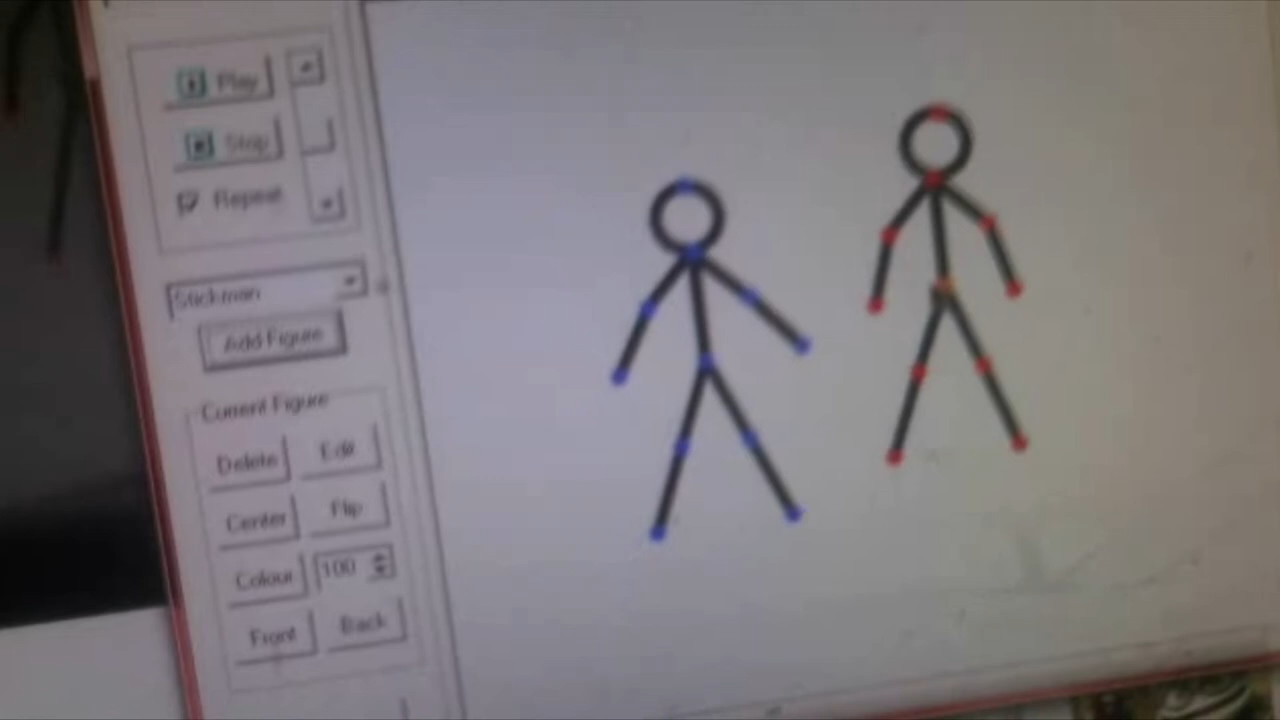 Play
Stop
Repeat
Stickman
Add Figure
Current Figure
Delete Edit
Center Flip
Colour 100
Front Back